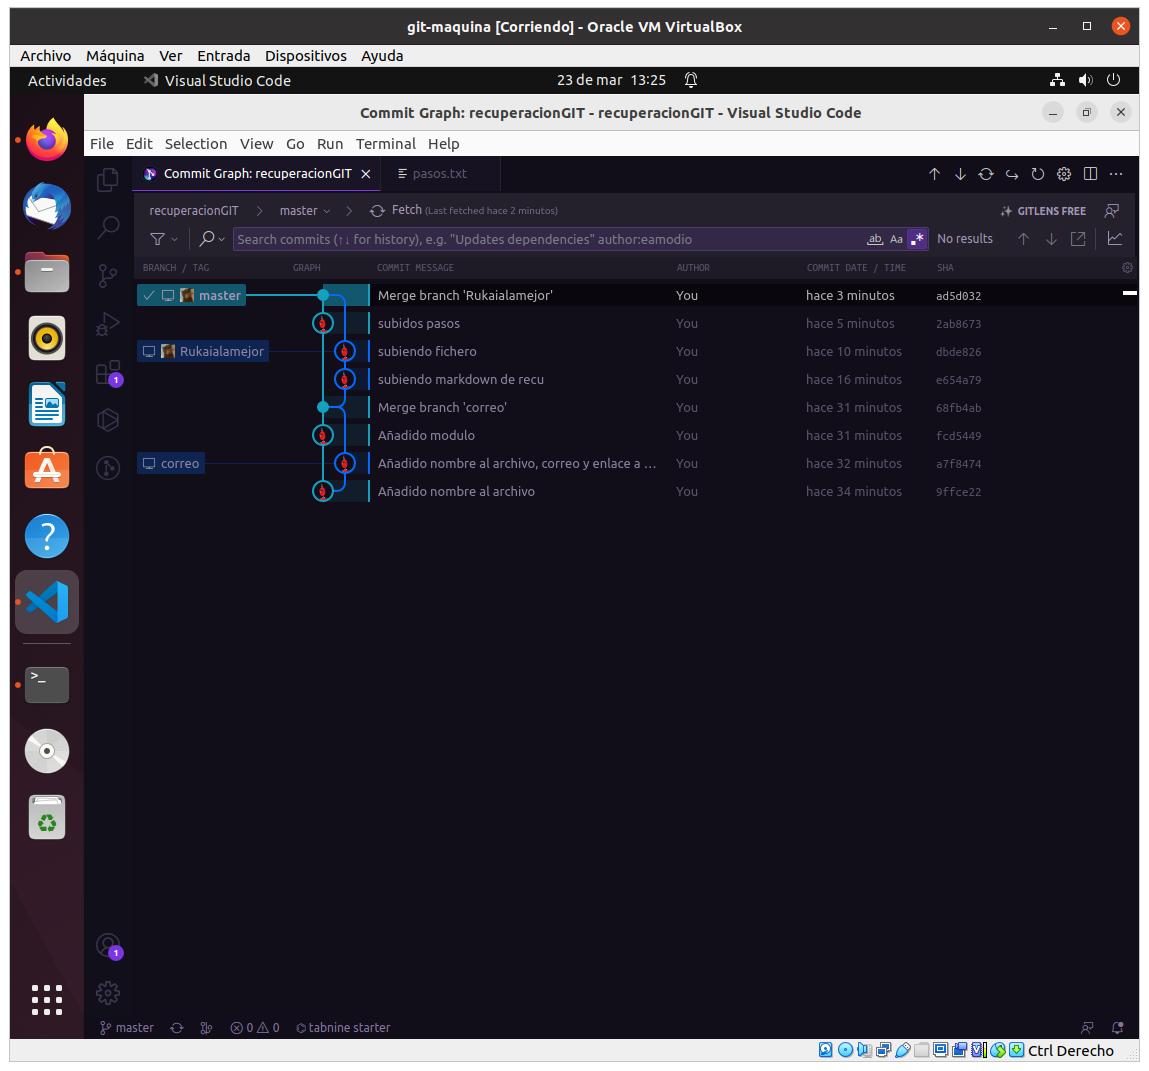 git-maquina [Corriendo] - Oracle VM VirtualBox
Archivo Máquina Ver Entrada Dispositivos Ayuda
Actividades Visual Studio Code 23 de mar 13:25
Commit Graph: recuperacionGIT - recuperacionGIT - Visual Studio Code
File Edit Selection View Go Run Terminal Help
Commit Graph: recuperacionGIT pasos.txt
recuperacionGIT master Fetch (Last fetched hace 2 minutos) GITLENS FREE
Search commits (↑↓ for history), e.g. "Updates dependencies" author:eamodio ab Aa .* No results
BRANCH / TAG GRAPH COMMIT MESSAGE AUTHOR COMMIT DATE / TIME SHA
master Merge branch 'Rukaialamejor' You hace 3 minutos ad5d032
subidos pasos You hace 5 minutos 2ab8673
Rukaialamejor subiendo fichero You hace 10 minutos dbde826
subiendo markdown de recu You hace 16 minutos e654a79
Merge branch 'correo' You hace 31 minutos 68fb4ab
Añadido modulo You hace 31 minutos fcd5449
correo Añadido nombre al archivo, correo y enlace a ... You hace 32 minutos a7f8474
Añadido nombre al archivo You hace 34 minutos 9ffce22
1
1
master 0 0 tabnine starter
Ctrl Derecho